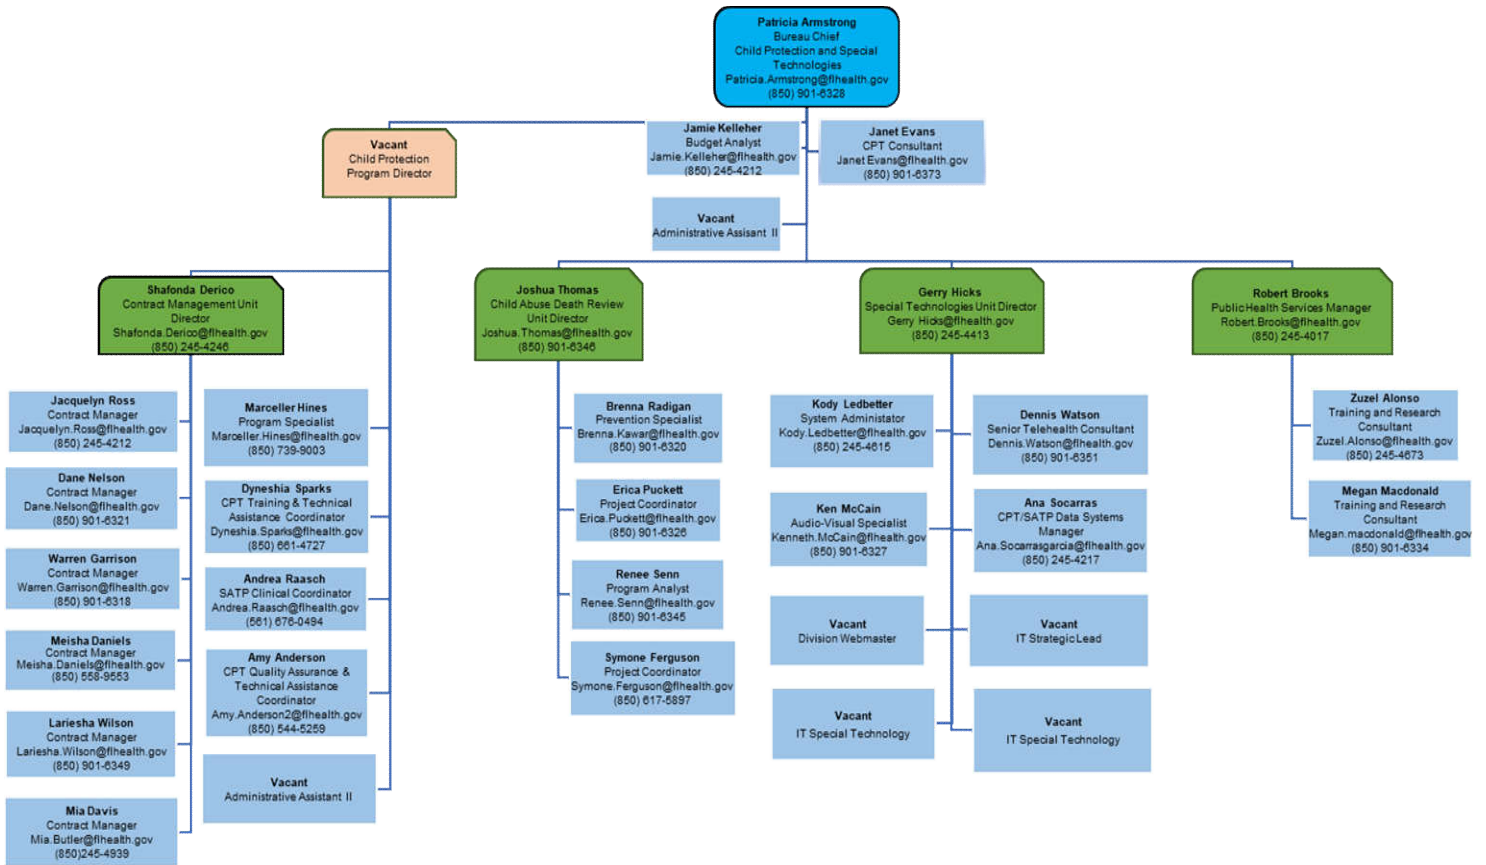 Patricia Armstrong
Bureau Chief
Child Protection and Special
Technologies
Patricia.Armstrong@flhealth.gov
(850) 901-6328
Jamie Kelleher
Budget Analyst
Jamie.Kelleher@flhealth.gov
(850) 245-4212
Janet Evans
CPT Consultant
Janet Evans@flhealth.gov
(850) 901-6373
Vacant
Child Protection
Program Director
Vacant
Administrative Assisant II
Shafonda Derico
Contract Management Unit
Director
Shafonda.Derico@flhealth.gov
(850) 245-4246
Joshua Thomas
Child Abuse Death Review
Unit Director
Joshua.Thomas@flhealth.gov
(850) 901-6346
Gerry Hicks
Special Technologies Unit Director
Gerry Hicks@flhealth.gov
(850) 245-4413
Robert Brooks
Public Health Services Manager
Robert.Brooks@flhealth.gov
(850) 245-4017
Jacquelyn Ross
Contract Manager
Jacquelyn.Ross@flhealth.gov
(850) 245-4212
Dane Nelson
Contract Manager
Dane.Nelson@flhealth.gov
(850) 901-6321
Warren Garrison
Contract Manager
Warren.Garrison@flhealth.gov
(850) 901-6318
Meisha Daniels
Contract Manager
Meisha.Daniels@flhealth.gov
(850) 558-9553
Lariesha Wilson
Contract Manager
Lariesha.Wilson@flhealth.gov
(850) 901-6349
Mia Davis
Contract Manager
Mia.Butler@flhealth.gov
(850)245-4939
Marceller Hines
Program Specialist
Marceller.Hines@flhealth.gov
(850) 739-9003
Dyneshia Sparks
CPT Training & Technical
Assistance Coordinator
Dyneshia.Sparks@flhealth.gov
(850) 661-4727
Andrea Raasch
SATP Clinical Coordinator
Andrea.Raasch@flhealth.gov
(561) 676-0494
Amy Anderson
CPT Quality Assurance &
Technical Assistance
Coordinator
Amy.Anderson2@flhealth.gov
(850) 544-5259
Vacant
Administrative Assistant II
Brenna Radigan
Prevention Specialist
Brenna.Kawar@flhealth.gov
(850) 901-6320
Erica Puckett
Project Coordinator
Erica.Puckett@flhealth.gov
(850) 901-6326
Renee Senn
Program Analyst
Renee.Senn@flhealth.gov
(850) 901-6345
Symone Ferguson
Project Coordinator
Symone.Ferguson@flhealth.gov
(850) 617-5897
Kody Ledbetter
System Administator
Kody.Ledbetter@flhealth.gov
(850) 245-4615
Ken McCain
Audio-Visual Specialist
Kenneth.McCain@flhealth.gov
(850) 901-6327
Vacant
Division Webmaster
Vacant
IT Special Technology
Dennis Watson
Senior Telehealth Consultant
Dennis.Watson@flhealth.gov
(850) 901-6351
Ana Socarras
CPT/SATP Data Systems
Manager
Ana.Socarrasgarcia@flhealth.gov
(850) 245-4217
Vacant
IT Strategic Lead
Vacant
IT Special Technology
Zuzel Alonso
Training and Research
Consultant
Zuzel.Alonso@flhealth.gov
(850) 245-4673
Megan Macdonald
Training and Research
Consultant
Megan.macdonald@flhealth.gov
(850) 901-6334